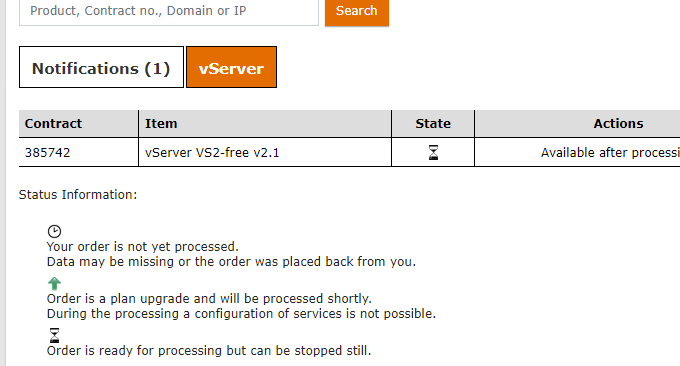 Product, Contract no., Domain or IP
Search
Notifications (1)
vServer
Contract Item State Actions
385742 vServer VS2-free v2.1 Available after processi
Status Information:
Your order is not yet processed.
Data may be missing or the order was placed back from you.
Order is a plan upgrade and will be processed shortly.
During the processing a configuration of services is not possible.
Order is ready for processing but can be stopped still.